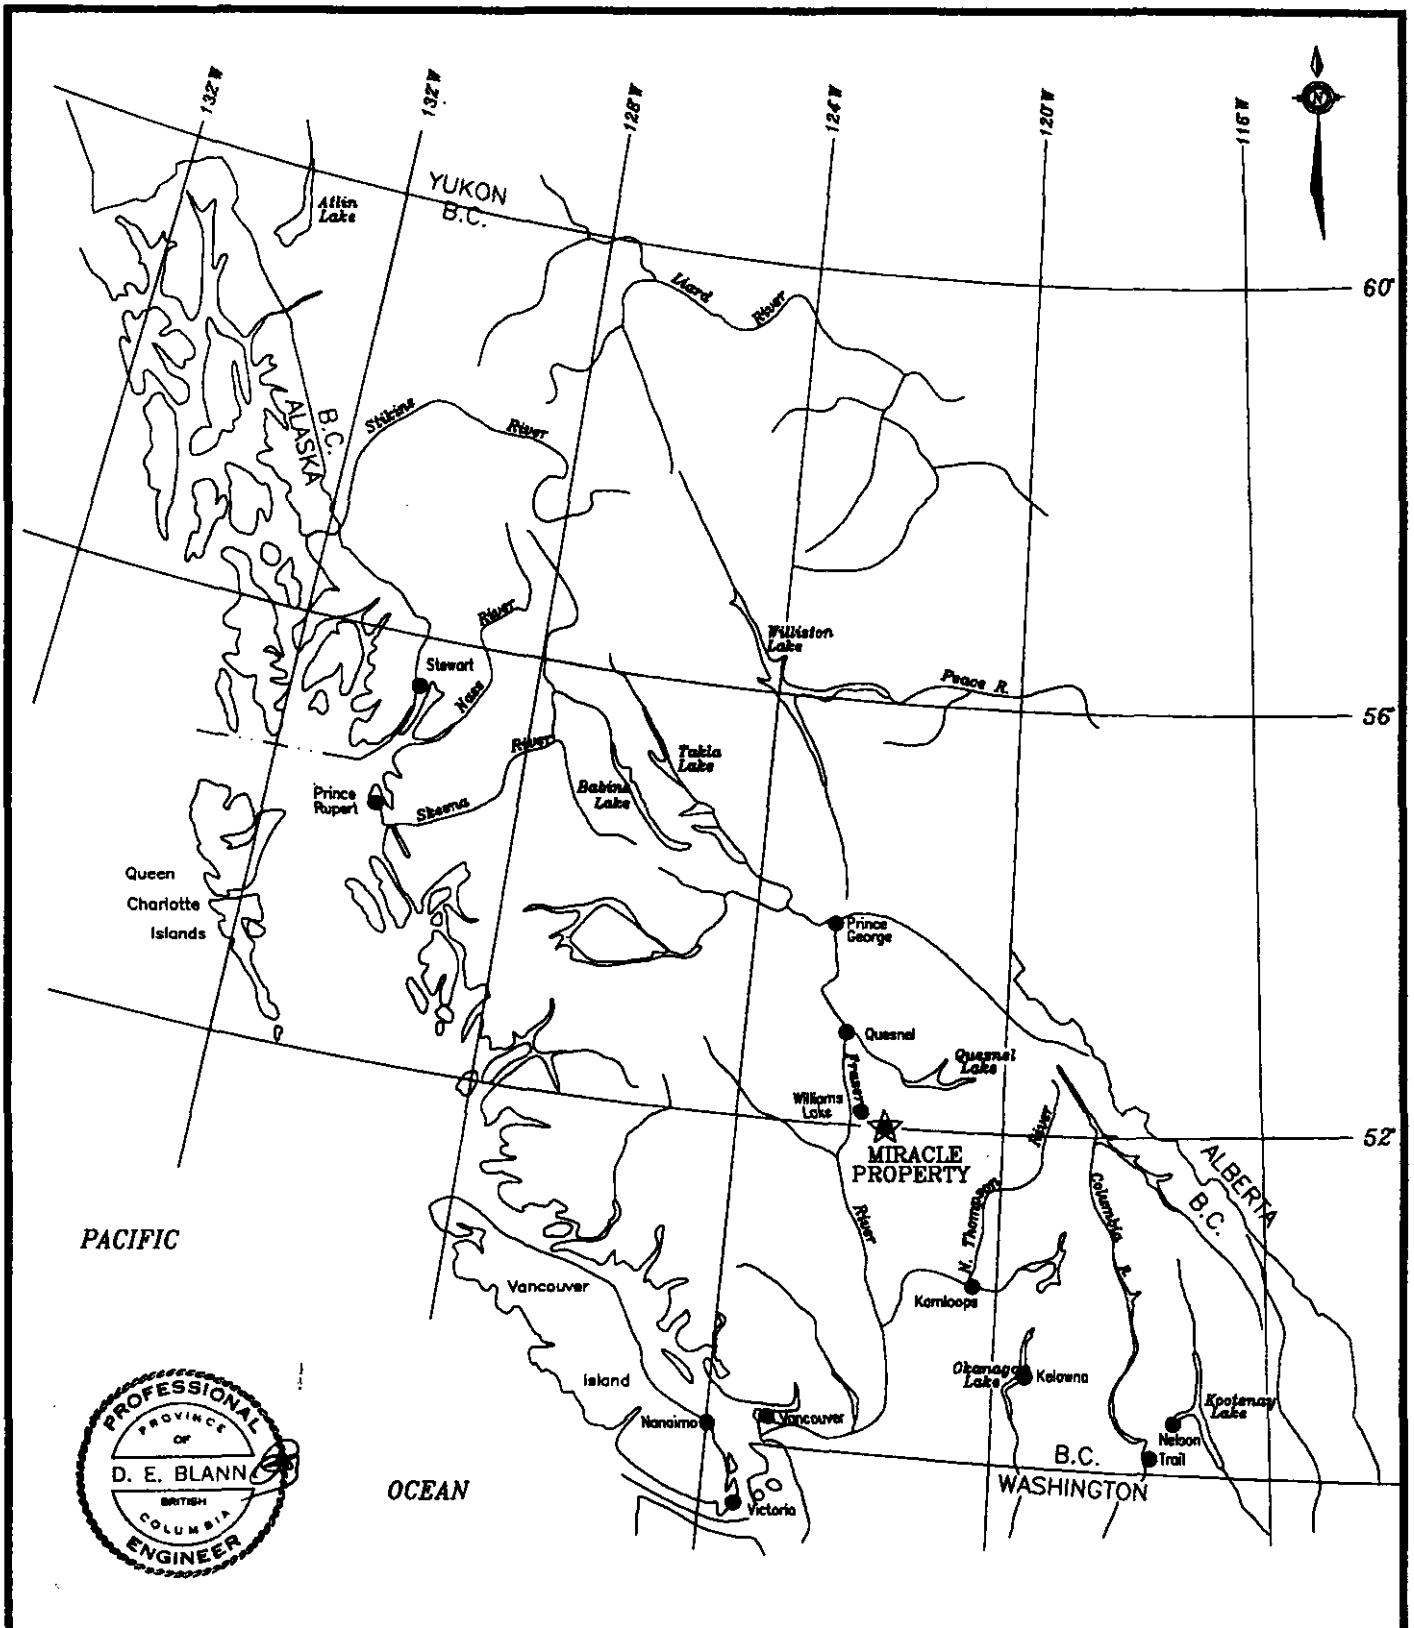 132°W
132°W
128°W
124°W
120°W
116°W
N
YUKON
B.C.
Atlin
Lake
Liard
River
60°
B.C.
ALASKA
Stikine
River
River
Nass
Stewart
Williston
Lake
Peace R.
56°
Takla
Lake
River
Skeena
Babine
Lake
Prince
Rupert
Queen
Charlotte
Islands
Prince
George
Quesnel
Quesnel
Lake
Fraser
Williams
Lake
MIRACLE
PROPERTY
River
52°
ALBERTA
B.C.
N. Thompson
River
Columbia
R.
PACIFIC
Vancouver
Island
Kamloops
Okanagan
Lake
Kelowna
Kootenay
Lake
Nanaimo
Vancouver
Nelson
Trail
B.C.
WASHINGTON
OCEAN
Victoria
PROFESSIONAL
PROVINCE
OF
D. E. BLANN
BRITISH
COLUMBIA
ENGINEER